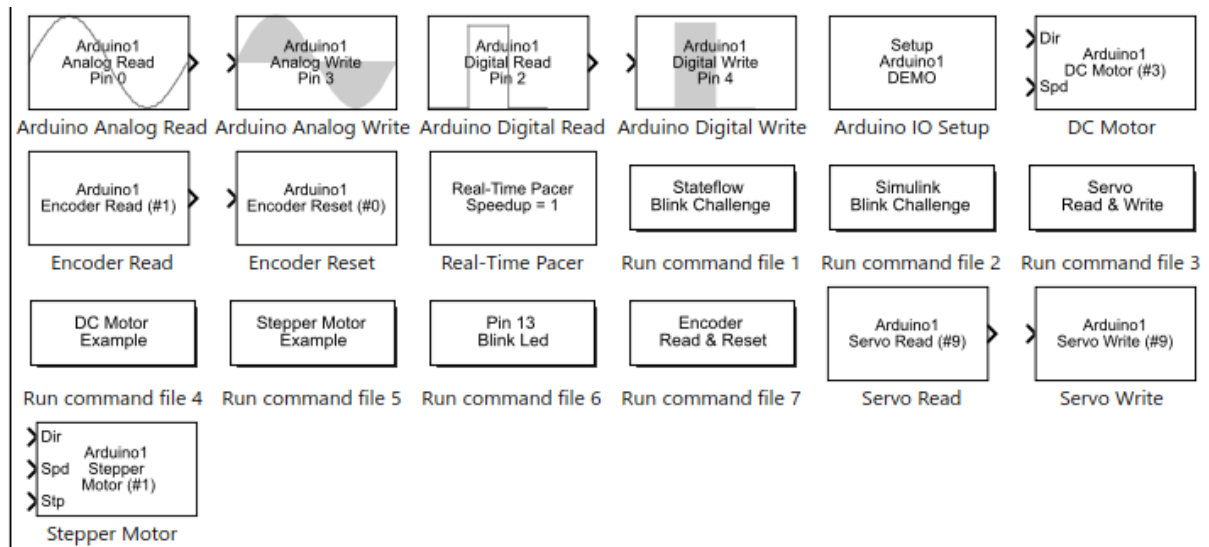 Arduino1
Analog Read
Pin 0
Arduino Analog Read
Arduino1
Analog Write
Pin 3
Arduino Analog Write
Arduino1
Digital Read
Pin 2
Arduino Digital Read
Arduino1
Digital Write
Pin 4
Arduino Digital Write
Setup
Arduino1
DEMO
Arduino IO Setup
Dir
Spd
Arduino1
DC Motor (#3)
DC Motor
Arduino1
Encoder Read (#1)
Encoder Read
Arduino1
Encoder Reset (#0)
Encoder Reset
Real-Time Pacer
Speedup = 1
Real-Time Pacer
Stateflow
Blink Challenge
Run command file 1
Simulink
Blink Challenge
Run command file 2
Servo
Read & Write
Run command file 3
DC Motor
Example
Run command file 4
Stepper Motor
Example
Run command file 5
Pin 13
Blink Led
Run command file 6
Encoder
Read & Reset
Run command file 7
Arduino1
Servo Read (#9)
Servo Read
Arduino1
Servo Write (#9)
Servo Write
Dir
Spd
Stp
Arduino1
Stepper
Motor (#1)
Stepper Motor